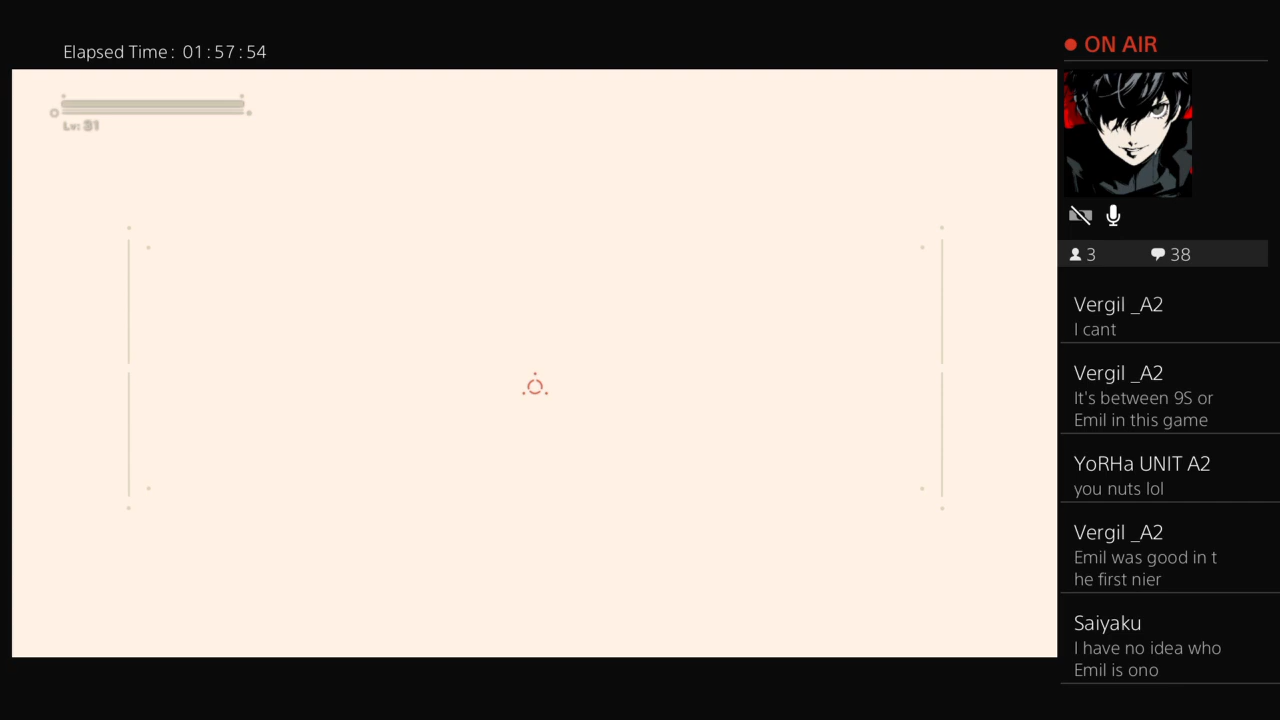 Elapsed Time: 01:57:54
ON AIR
Lv: 31
3 38
Vergil _A2
I cant
Vergil _A2
It's between 9S or
Emil in this game
YoRHa UNIT A2
you nuts lol
Vergil _A2
Emil was good in t
he first nier
Saiyaku
I have no idea who
Emil is ono